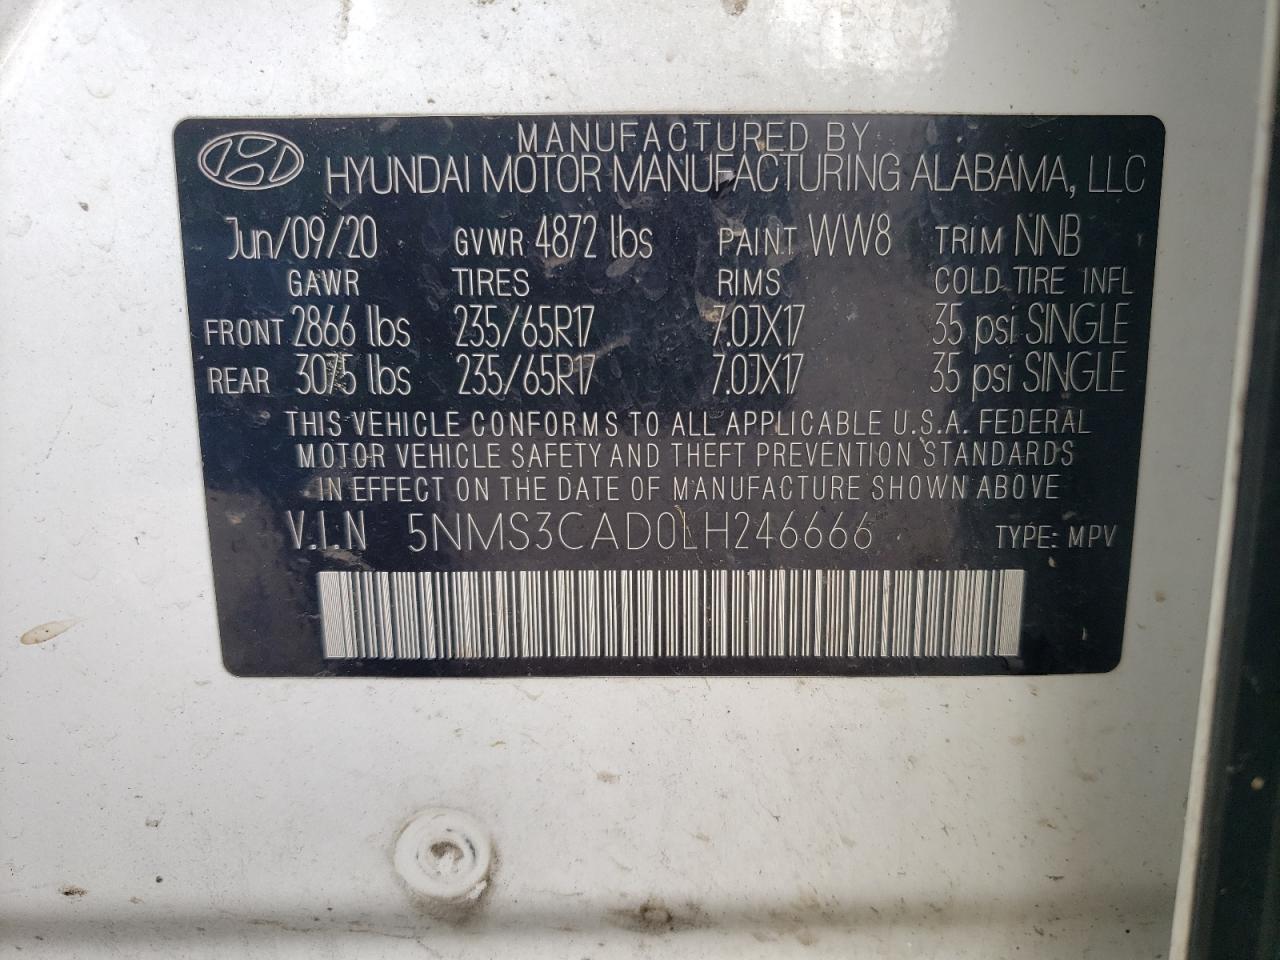 MANUFACTURED BY
HYUNDAI MOTOR MANUFACTURING ALABAMA, LLC
Jun/09/20 GVWR 4872 lbs PAINT WW8 TRIM NNB
GAWR TIRES RIMS COLD TIRE INFL
FRONT 2866 lbs 235/65R17 7.0JX17 35 psi SINGLE
REAR 3075 lbs 235/65R17 7.0JX17 35 psi SINGLE
THIS VEHICLE CONFORMS TO ALL APPLICABLE U.S.A. FEDERAL
MOTOR VEHICLE SAFETY AND THEFT PREVENTION STANDARDS
IN EFFECT ON THE DATE OF MANUFACTURE SHOWN ABOVE
V.I.N 5NMS3CAD0LH246666 TYPE: MPV